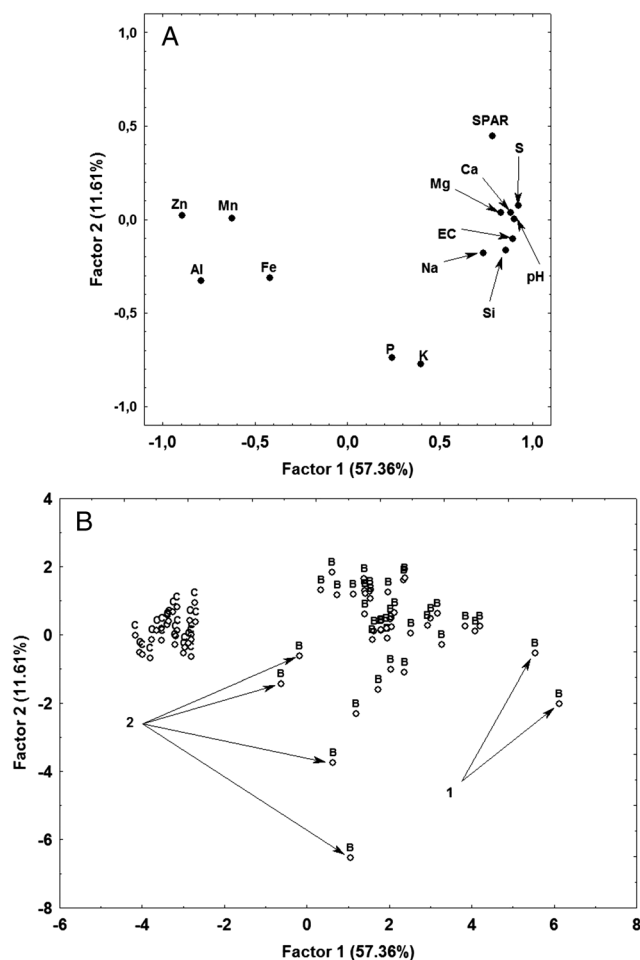 A
1,0
0,5
0,0
-0,5
-1,0
Factor 2 (11.61%)
SPAR
S
Ca
Mg
EC
Na
pH
Si
Zn
Mn
Al
Fe
P
K
-1,0 -0,5 0,0 0,5 1,0
Factor 1 (57.36%)
B
4
2
0
-2
-4
-6
-8
Factor 2 (11.61%)
2
1
-6 -4 -2 0 2 4 6 8
Factor 1 (57.36%)